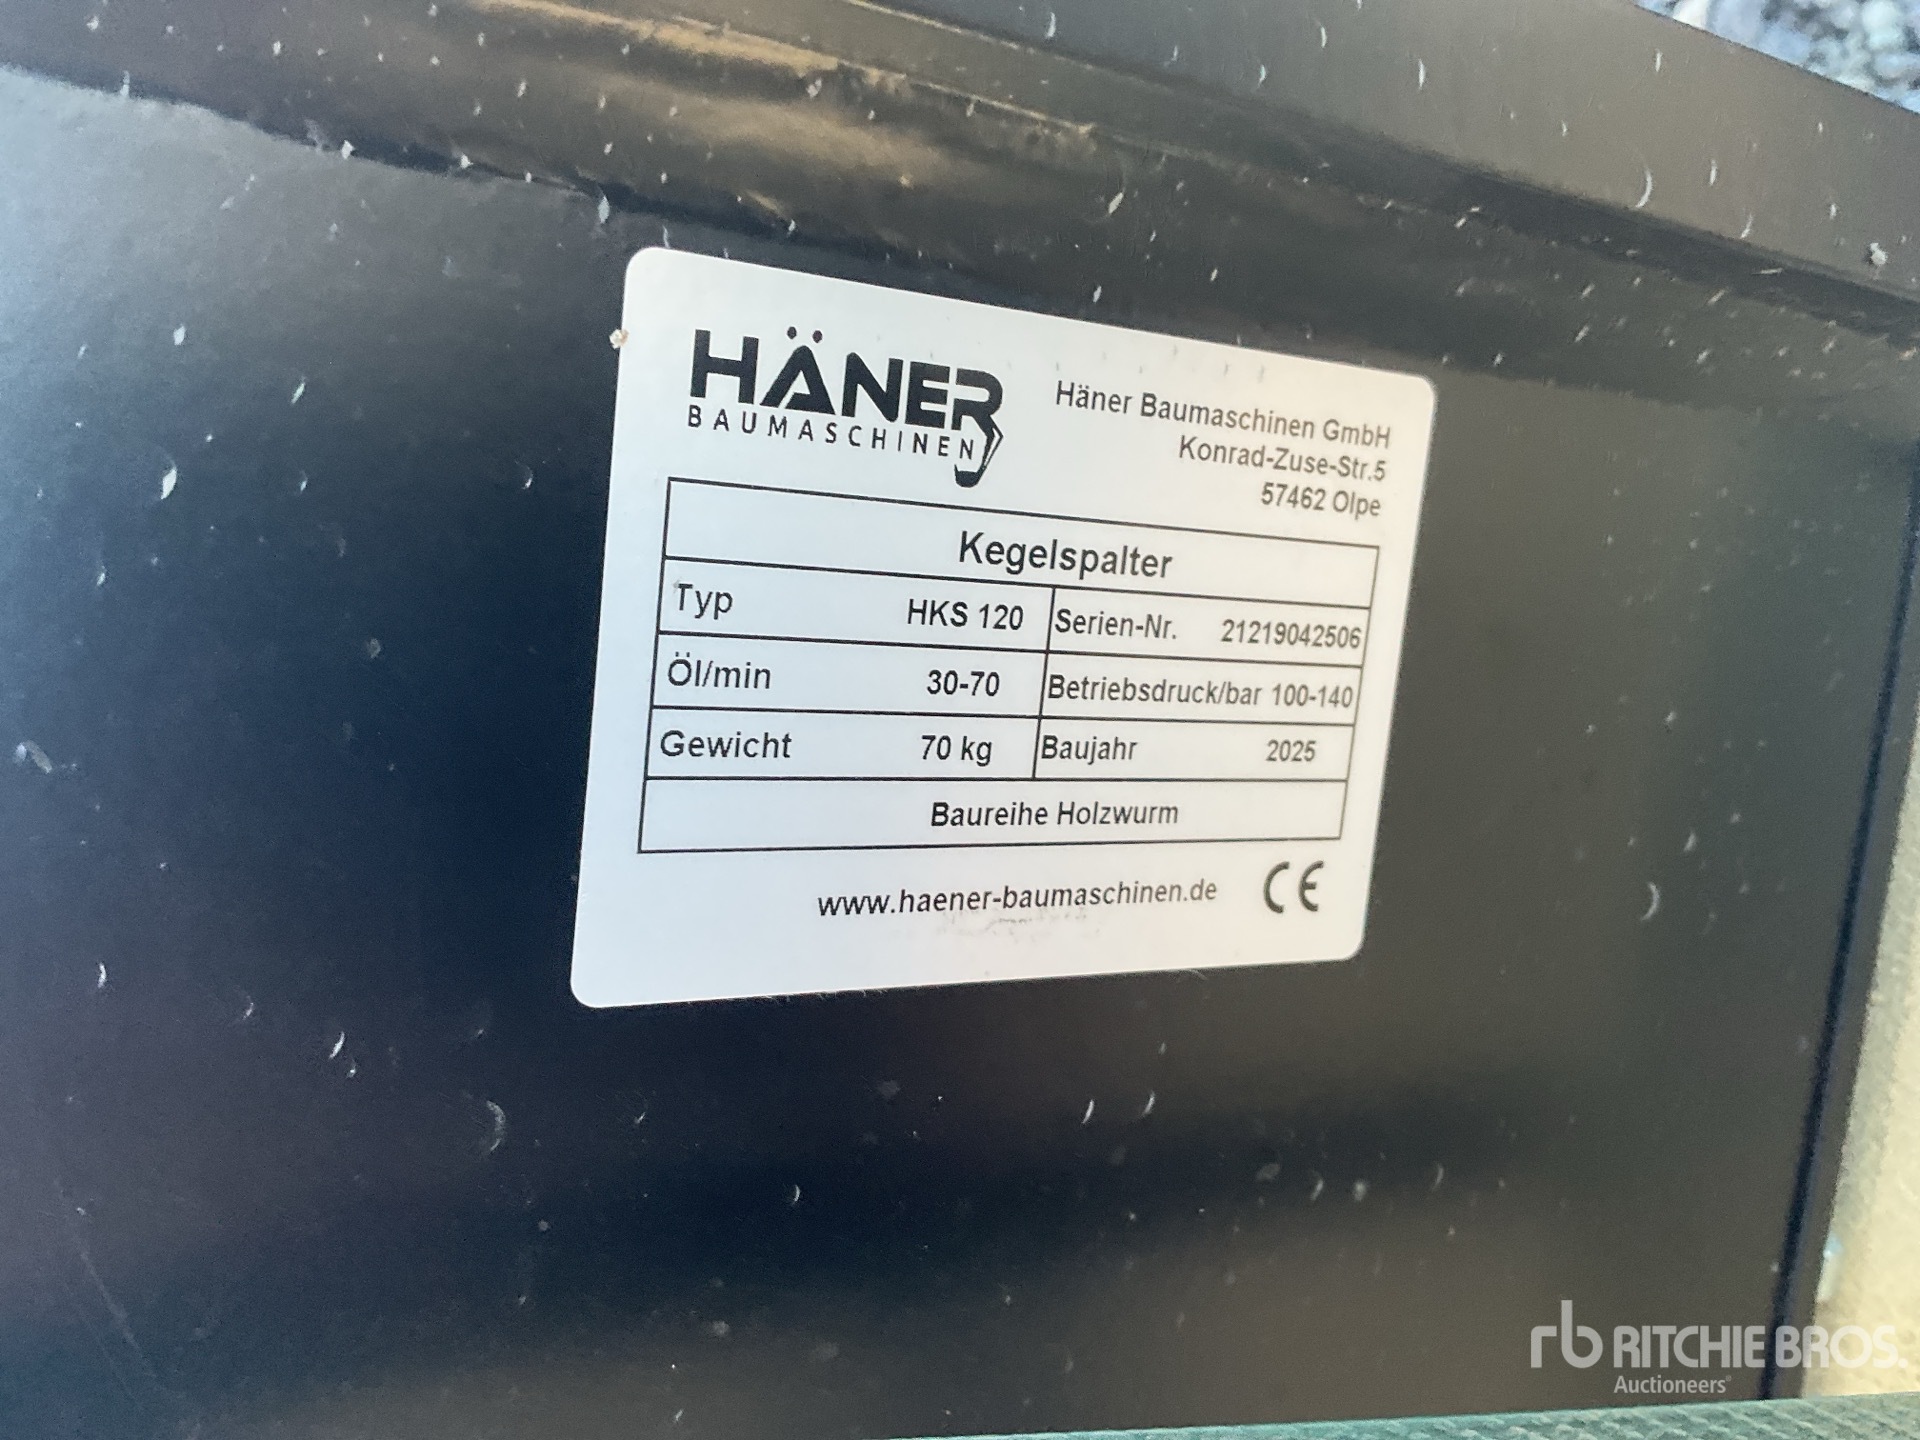 HÄNER
BAUMASCHINEN
Häner Baumaschinen GmbH
Konrad-Zuse-Str.5
57462 Olpe
Kegelspalter
Typ HKS 120 Serien-Nr. 21219042506
Öl/min 30-70 Betriebsdruck/bar 100-140
Gewicht 70 kg Baujahr 2025
Baureihe Holzwurm
www.haener-baumaschinen.de CE
rb RITCHIE BROS.
Auctioneers®